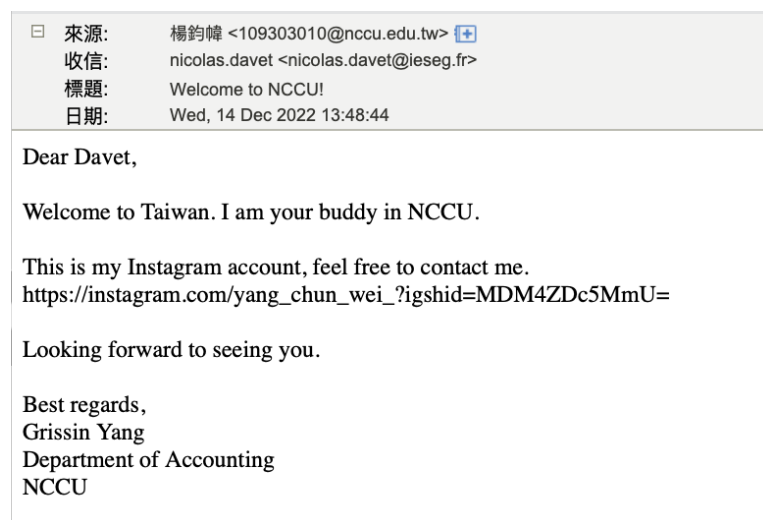 來源: 楊鈞幃 <109303010@nccu.edu.tw>
收信: nicolas.davet <nicolas.davet@ieseg.fr>
標題: Welcome to NCCU!
日期: Wed, 14 Dec 2022 13:48:44
Dear Davet,
Welcome to Taiwan. I am your buddy in NCCU.
This is my Instagram account, feel free to contact me.
https://instagram.com/yang_chun_wei_?igshid=MDM4ZDc5MmU=
Looking forward to seeing you.
Best regards,
Grissin Yang
Department of Accounting
NCCU